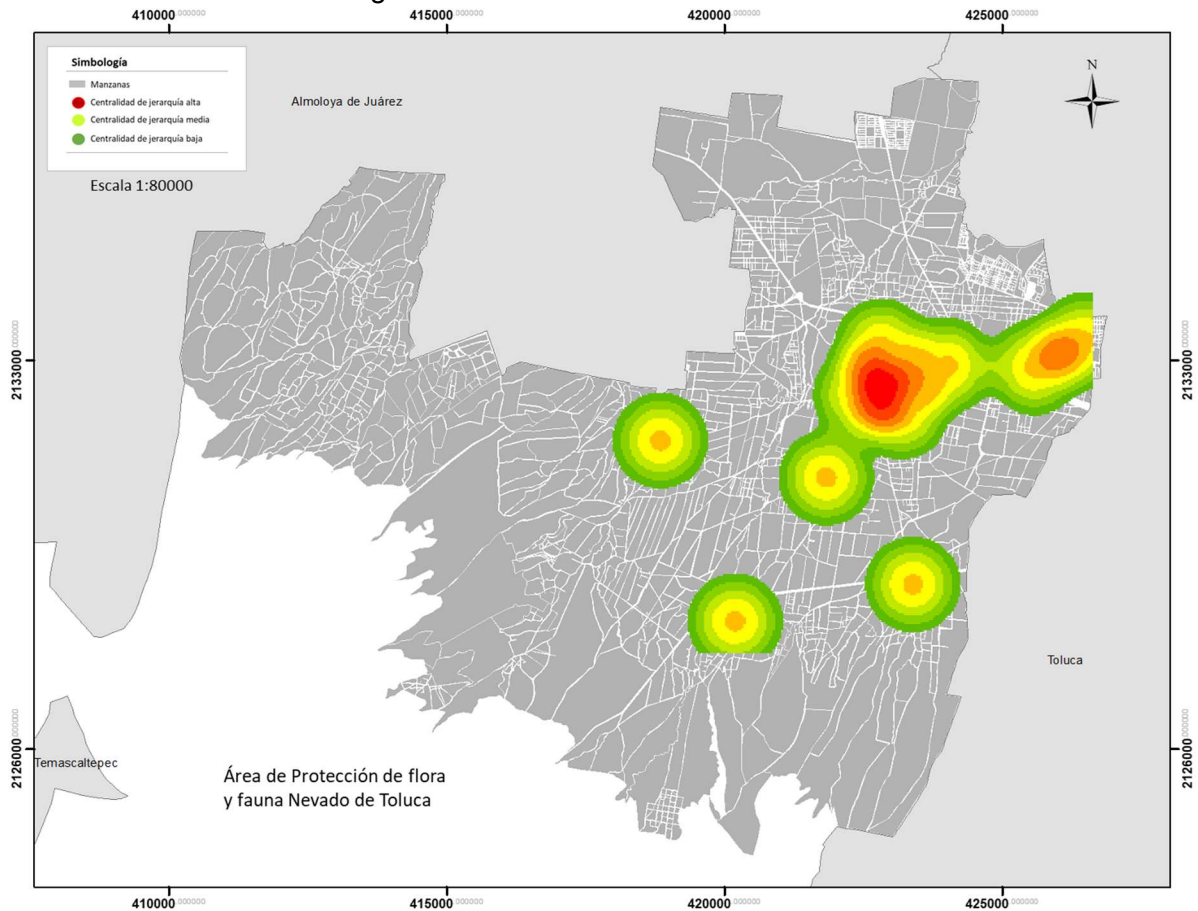 410000.000000
415000.000000
420000.000000
425000.000000
Simbología
Manzanas
Centralidad de jerarquía alta
Centralidad de jerarquía media
Centralidad de jerarquía baja
Escala 1:80000
Almoloya de Juárez
N
2133000.000000
2133000.000000
Toluca
2126000.000000
2126000.000000
Temascaltepec
Área de Protección de flora
y fauna Nevado de Toluca
410000.000000
415000.000000
420000.000000
425000.000000